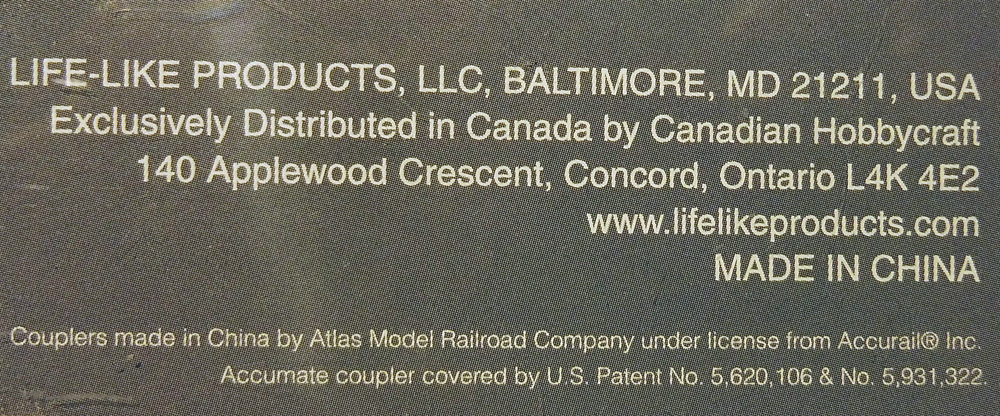 LIFE-LIKE PRODUCTS, LLC, BALTIMORE, MD 21211, USA
Exclusively Distributed in Canada by Canadian Hobbycraft
140 Applewood Crescent, Concord, Ontario L4K 4E2
www.lifelikeproducts.com
MADE IN CHINA
Couplers made in China by Atlas Model Railroad Company under license from Accurail® Inc.
Accumate coupler covered by U.S. Patent No. 5,620,106 & No. 5,931,322.